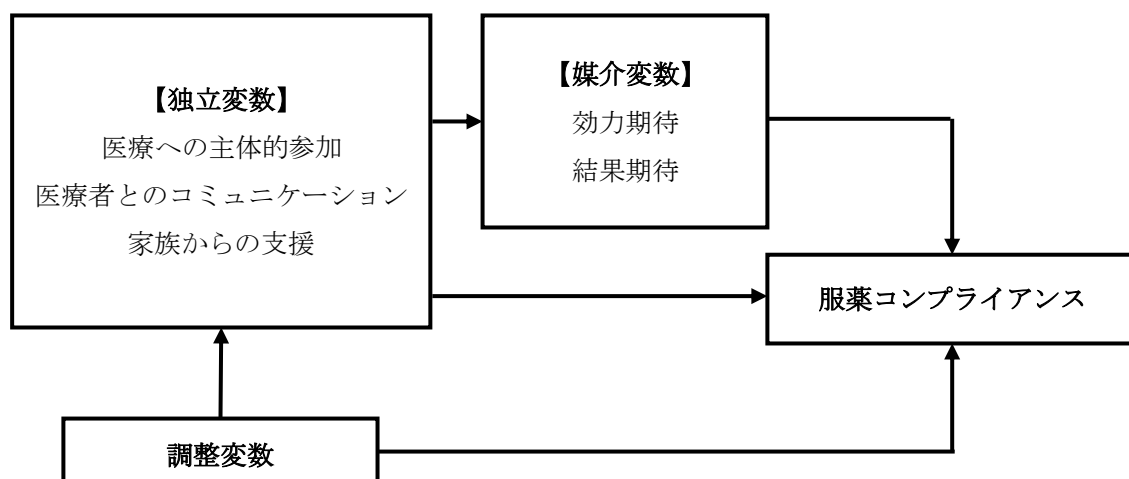 【独立変数】
医療への主体的参加
医療者とのコミュニケーション
家族からの支援
【媒介変数】
効力期待
結果期待
服薬コンプライアンス
調整変数